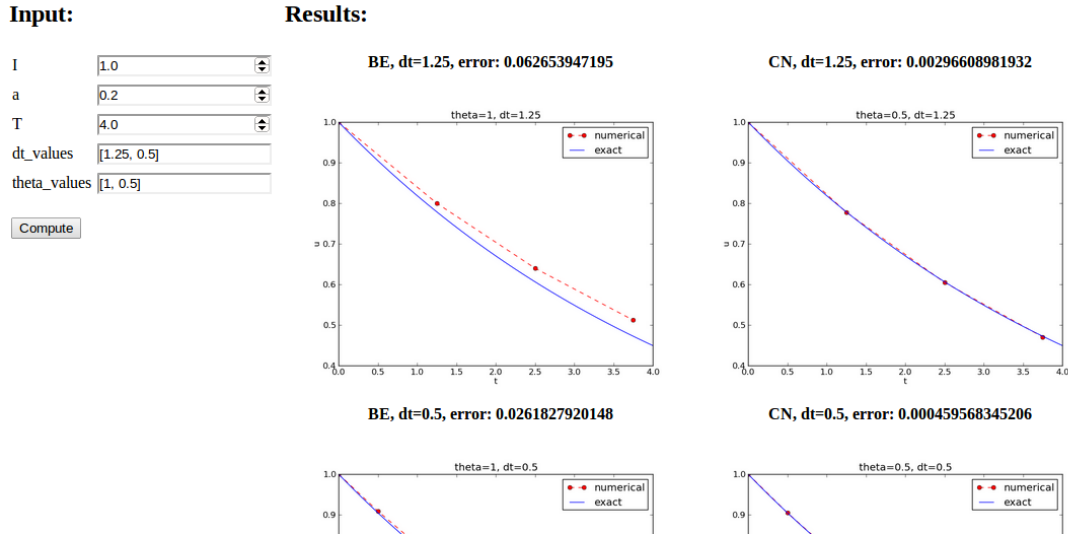 Input:
I 1.0
a 0.2
T 4.0
dt_values [1.25, 0.5]
theta_values [1, 0.5]
Compute
Results:
BE, dt=1.25, error: 0.062653947195
theta=1, dt=1.25
numerical
exact
1.0
0.9
0.8
u 0.7
0.6
0.5
0.4
0.0 0.5 1.0 1.5 2.0 2.5 3.0 3.5 4.0
t
CN, dt=1.25, error: 0.00296608981932
theta=0.5, dt=1.25
numerical
exact
1.0
0.9
0.8
u 0.7
0.6
0.5
0.4
0.0 0.5 1.0 1.5 2.0 2.5 3.0 3.5 4.0
t
BE, dt=0.5, error: 0.0261827920148
theta=1, dt=0.5
numerical
exact
1.0
0.9
CN, dt=0.5, error: 0.000459568345206
theta=0.5, dt=0.5
numerical
exact
1.0
0.9